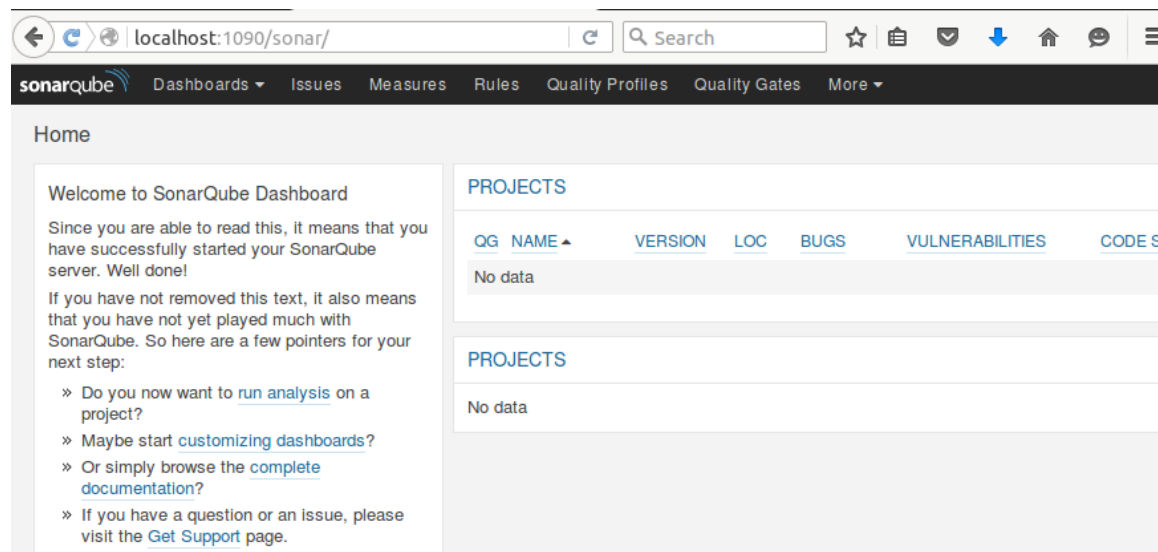 localhost:1090/sonar/
Search
sonarqube Dashboards Issues Measures Rules Quality Profiles Quality Gates More
Home
Welcome to SonarQube Dashboard
Since you are able to read this, it means that you
have successfully started your SonarQube
server. Well done!
If you have not removed this text, it also means
that you have not yet played much with
SonarQube. So here are a few pointers for your
next step:
» Do you now want to run analysis on a
project?
» Maybe start customizing dashboards?
» Or simply browse the complete
documentation?
» If you have a question or an issue, please
visit the Get Support page.
PROJECTS
QG NAME VERSION LOC BUGS VULNERABILITIES CODE S
No data
PROJECTS
No data